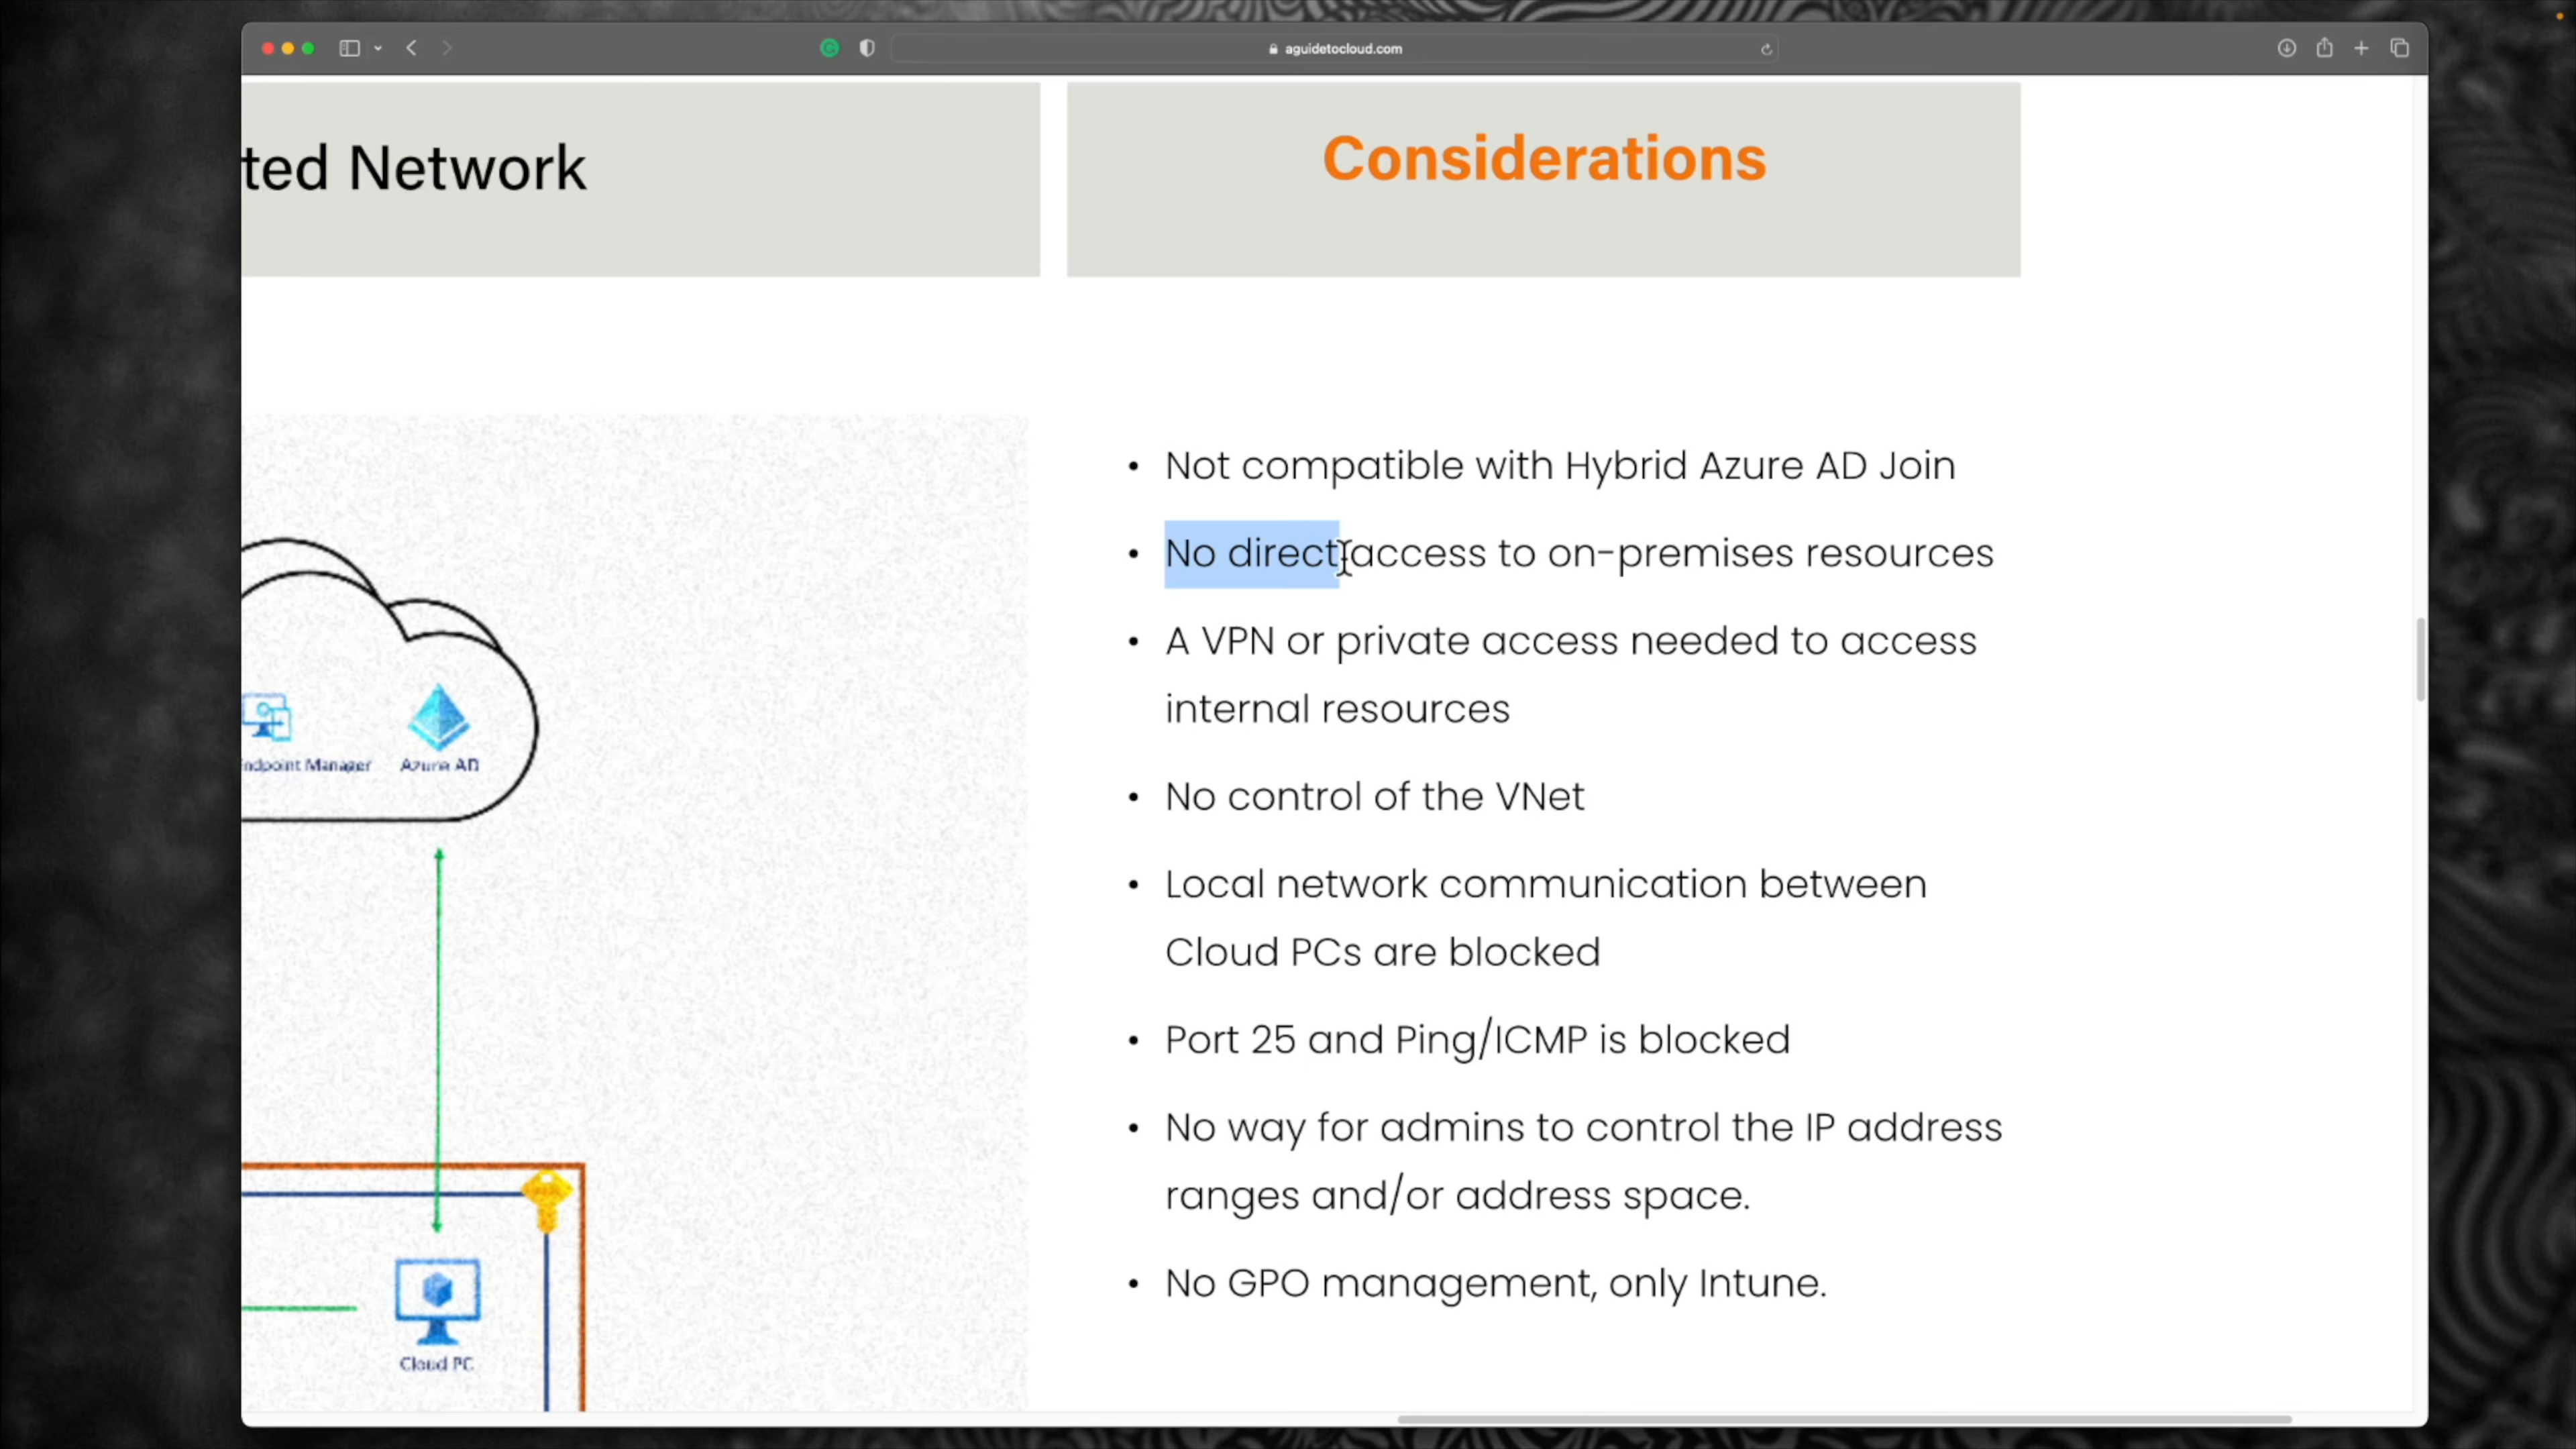 aguidetocloud.com
ted Network
Considerations
• Not compatible with Hybrid Azure AD Join
• No direct access to on-premises resources
• A VPN or private access needed to access
internal resources
• No control of the VNet
• Local network communication between
Cloud PCs are blocked
• Port 25 and Ping/ICMP is blocked
• No way for admins to control the IP address
ranges and/or address space.
• No GPO management, only Intune.
ndpoint Manager
Azure AD
Cloud PC